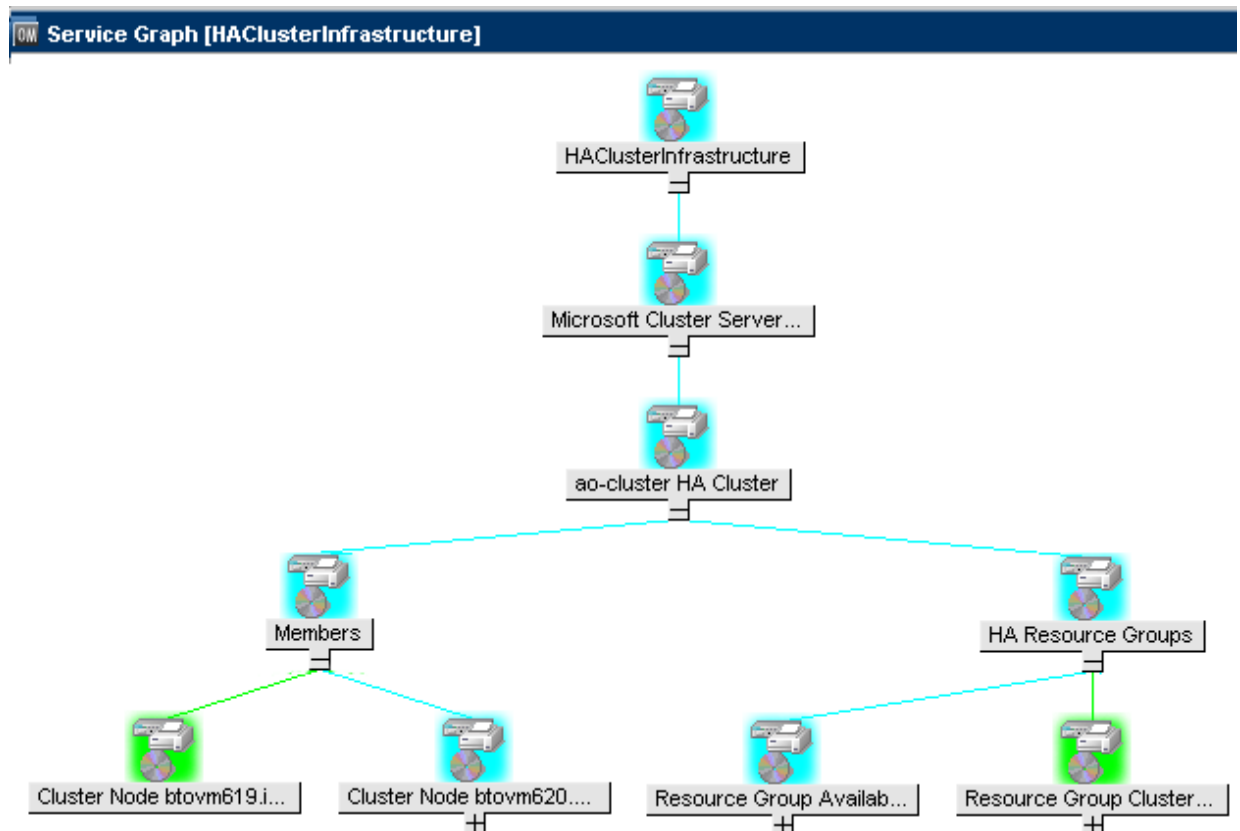 OM Service Graph [HAClusterInfrastructure]
HAClusterInfrastructure
Microsoft Cluster Server...
ao-cluster HA Cluster
Members
HA Resource Groups
Cluster Node btovm619.i...
Cluster Node btovm620....
Resource Group Availab...
Resource Group Cluster...